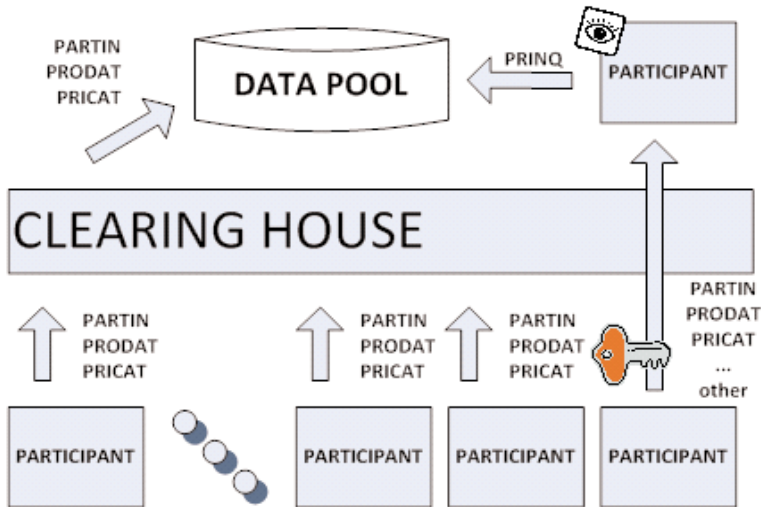 PARTIN
PRODAT
PRICAT
DATA POOL
PRINQ
PARTICIPANT
CLEARING HOUSE
PARTIN
PRODAT
PRICAT
PARTIN
PRODAT
PRICAT
PARTIN
PRODAT
PRICAT
PARTIN
PRODAT
PRICAT
...
other
PARTICIPANT
PARTICIPANT
PARTICIPANT
PARTICIPANT